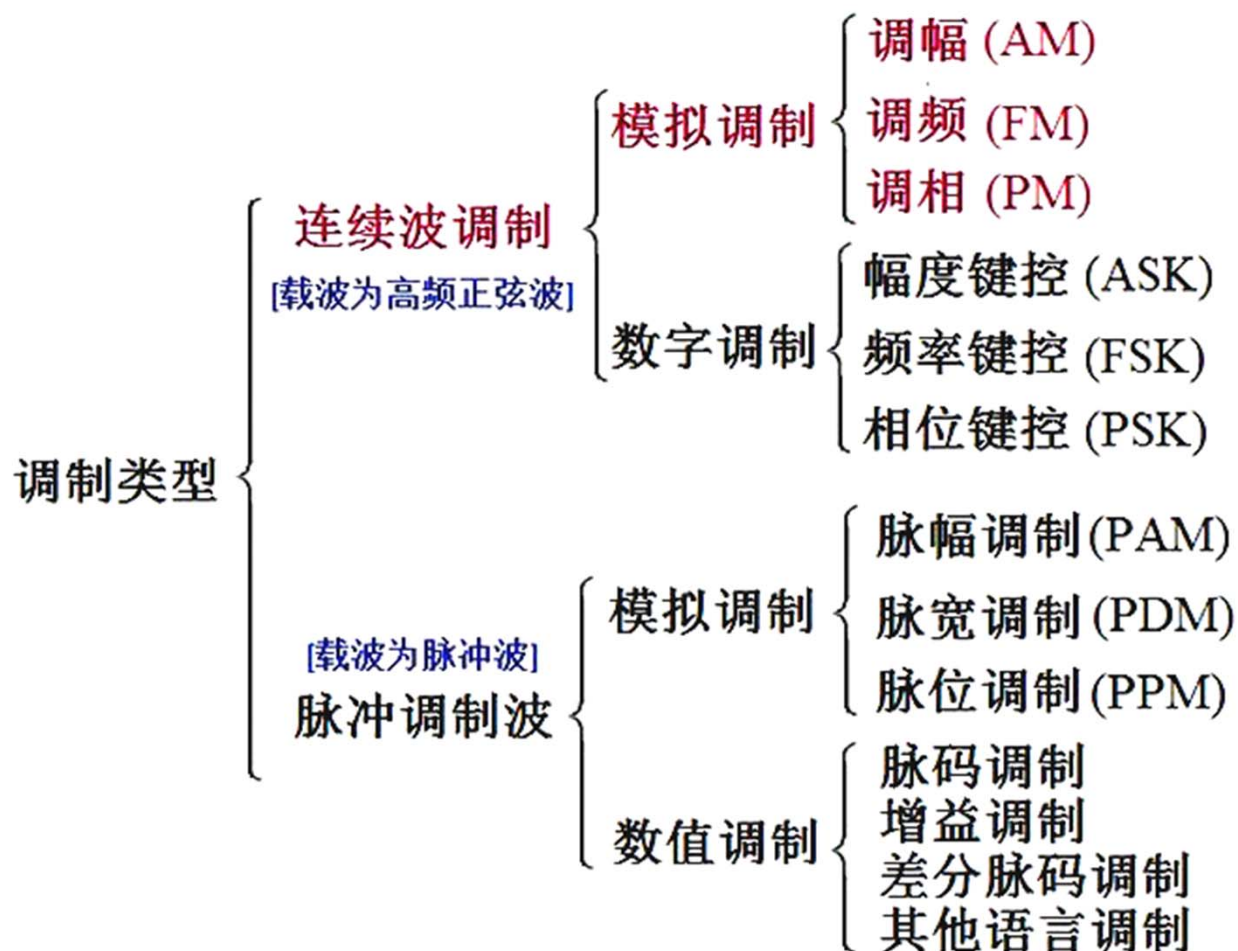 调制类型
连续波调制
[载波为高频正弦波]
模拟调制
调幅 (AM)
调频 (FM)
调相 (PM)
数字调制
幅度键控 (ASK)
频率键控 (FSK)
相位键控 (PSK)
[载波为脉冲波]
脉冲调制波
模拟调制
脉幅调制(PAM)
脉宽调制(PDM)
脉位调制(PPM)
数值调制
脉码调制
增益调制
差分脉码调制
其他语言调制